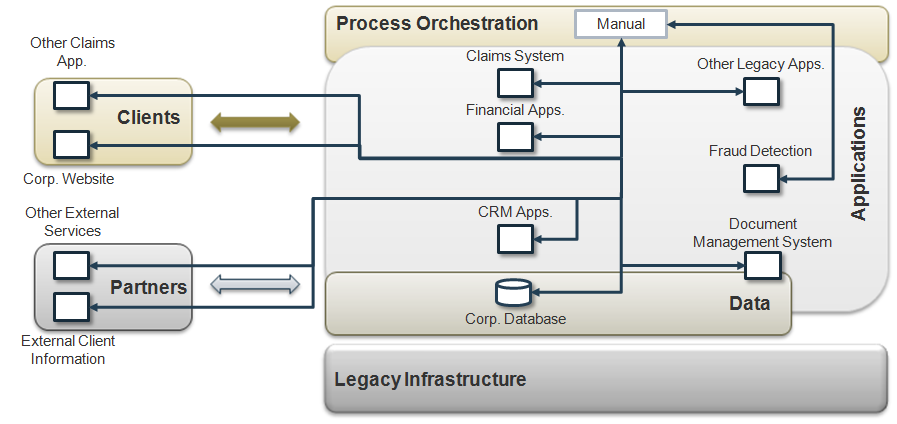 Process Orchestration
Manual
Other Claims
App.
Clients
Corp. Website
Other External
Services
Partners
External Client
Information
Claims System
Financial Apps.
CRM Apps.
Other Legacy Apps.
Fraud Detection
Document
Management System
Applications
Corp. Database
Data
Legacy Infrastructure